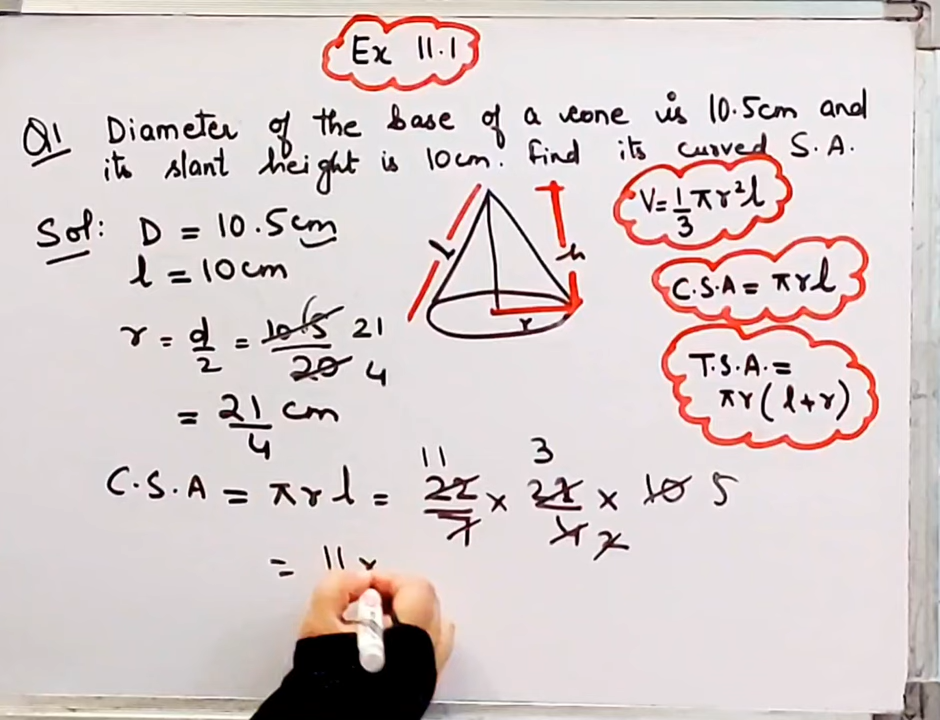 Ex 11.1
Q1 Diameter of the base of a cone is 10.5cm and
its slant height is 10cm. Find its curved S.A.
V = 1/3 πr²l
Sol: D = 10.5cm
l = 10cm
l
h
r
C.S.A = πrl
r = d/2 = 105/20 21/4
T.S.A. =
πr(l+r)
= 21/4 cm
11 3
C.S.A = πrl = 22/7 × 21/4 2 × 10 5
= 11 ×